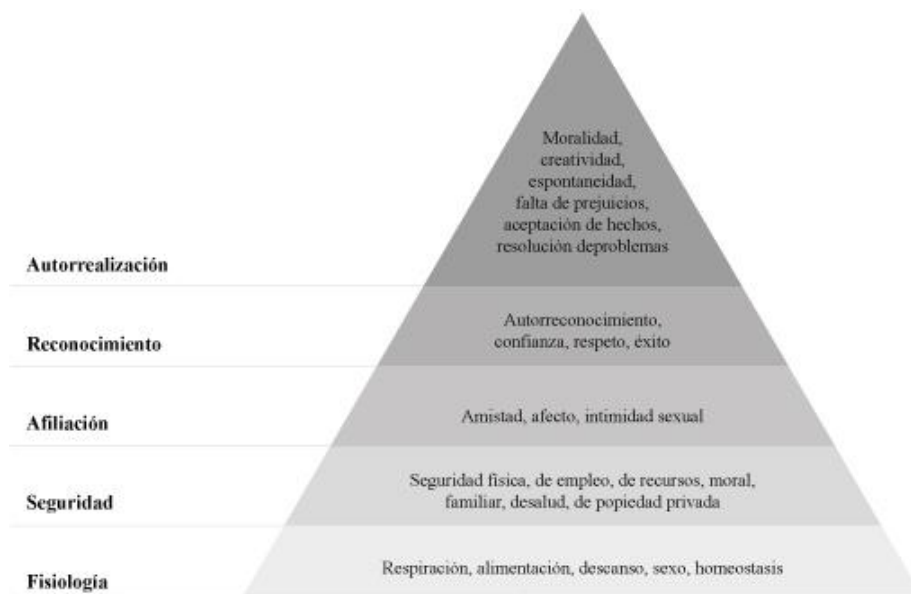 Moralidad,
creatividad,
espontaneidad,
falta de prejuicios,
aceptación de hechos,
resolución deproblemas
Autorrealización
Autorreconocimiento,
confianza, respeto, éxito
Reconocimiento
Amistad, afecto, intimidad sexual
Afiliación
Seguridad física, de empleo, de recursos, moral,
familiar, desalud, de popiedad privada
Seguridad
Respiración, alimentación, descanso, sexo, homeostasis
Fisiología